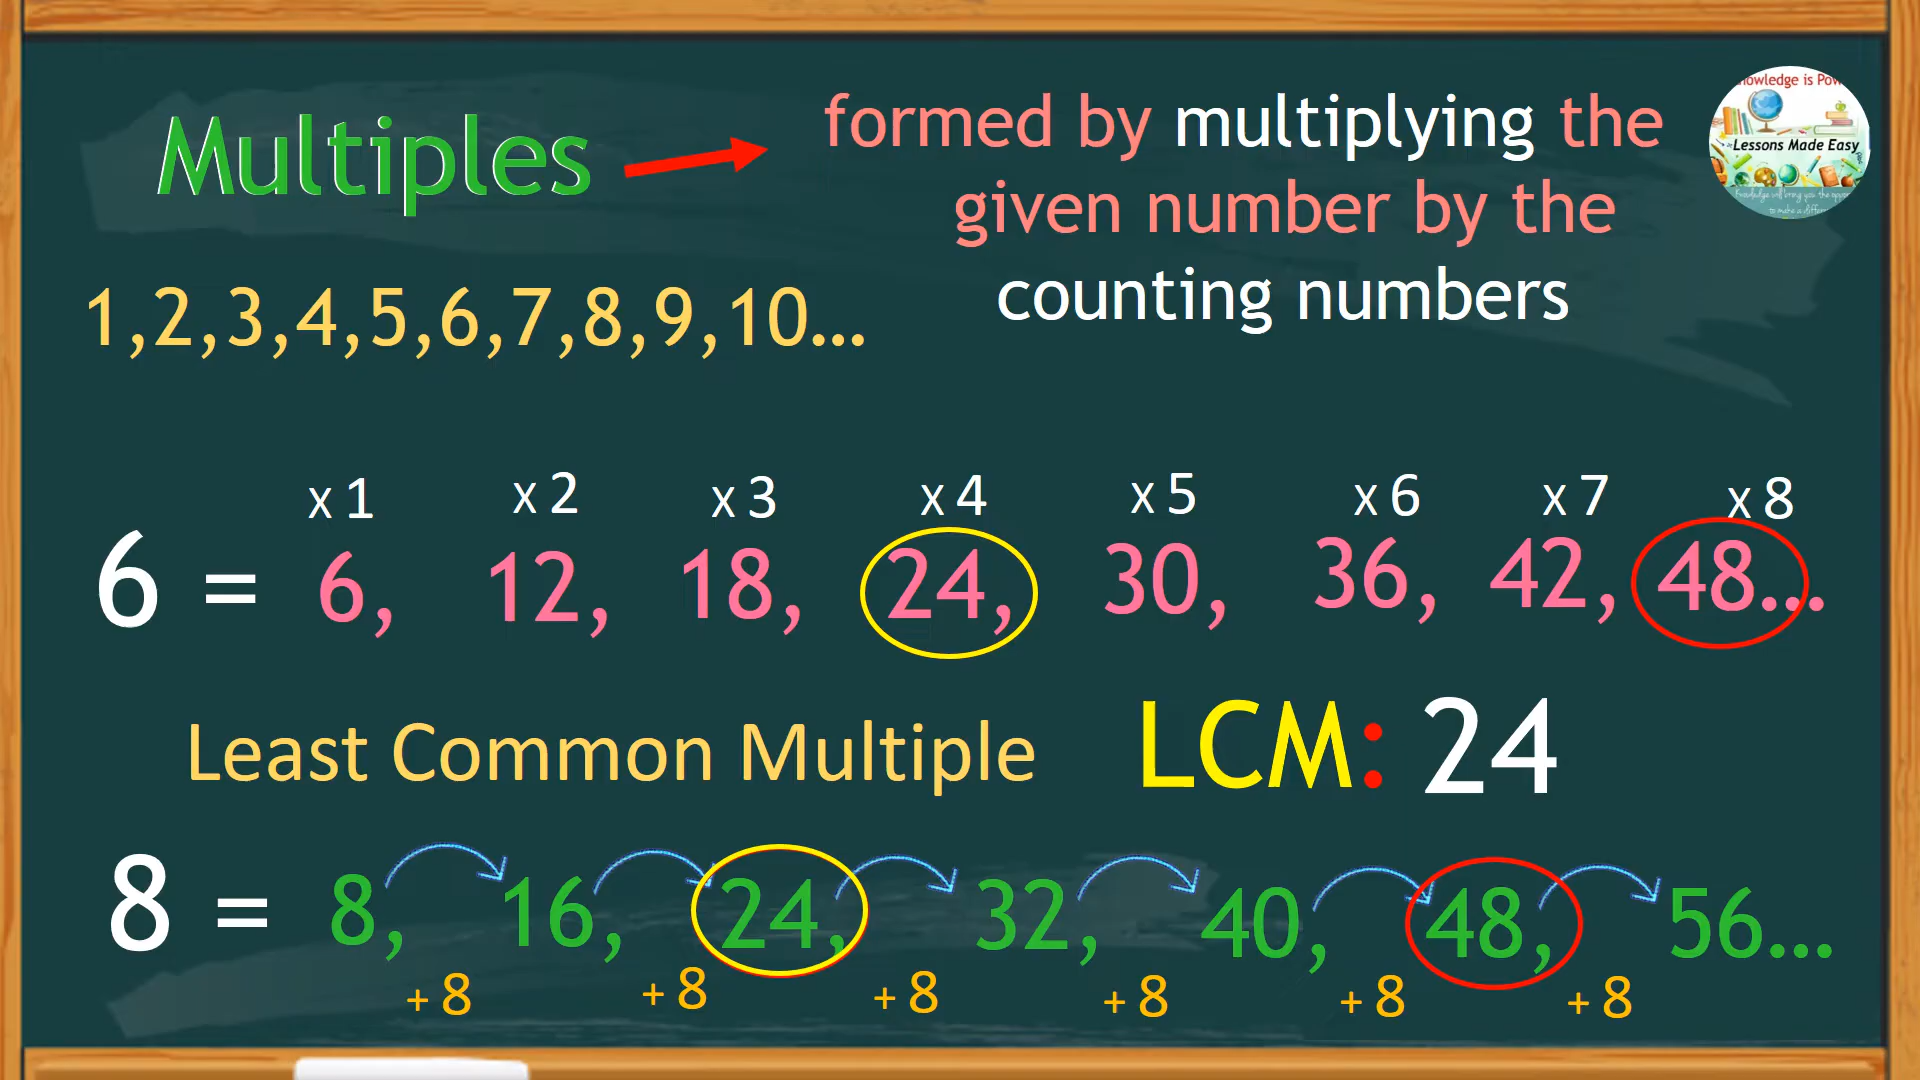 Multiples
formed by multiplying the
given number by the
counting numbers
Lessons Made Easy
1,2,3,4,5,6,7,8,9,10...
x 1 x 2 x 3 x 4 x 5 x 6 x 7 x 8
6 = 6, 12, 18, 24, 30, 36, 42, 48...
Least Common Multiple LCM: 24
8 = 8, 16, 24, 32, 40, 48, 56...
+ 8 + 8 + 8 + 8 + 8 + 8